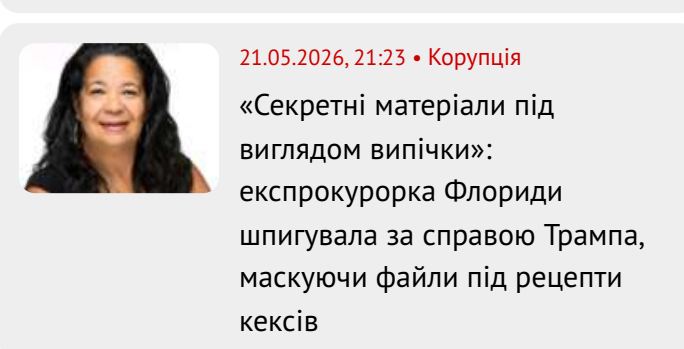 21.05.2026, 21:23 • Корупція
«Секретні матеріали під
виглядом випічки»:
експрокурорка Флориди
шпигувала за справою Трампа,
маскуючи файли під рецепти
кексів